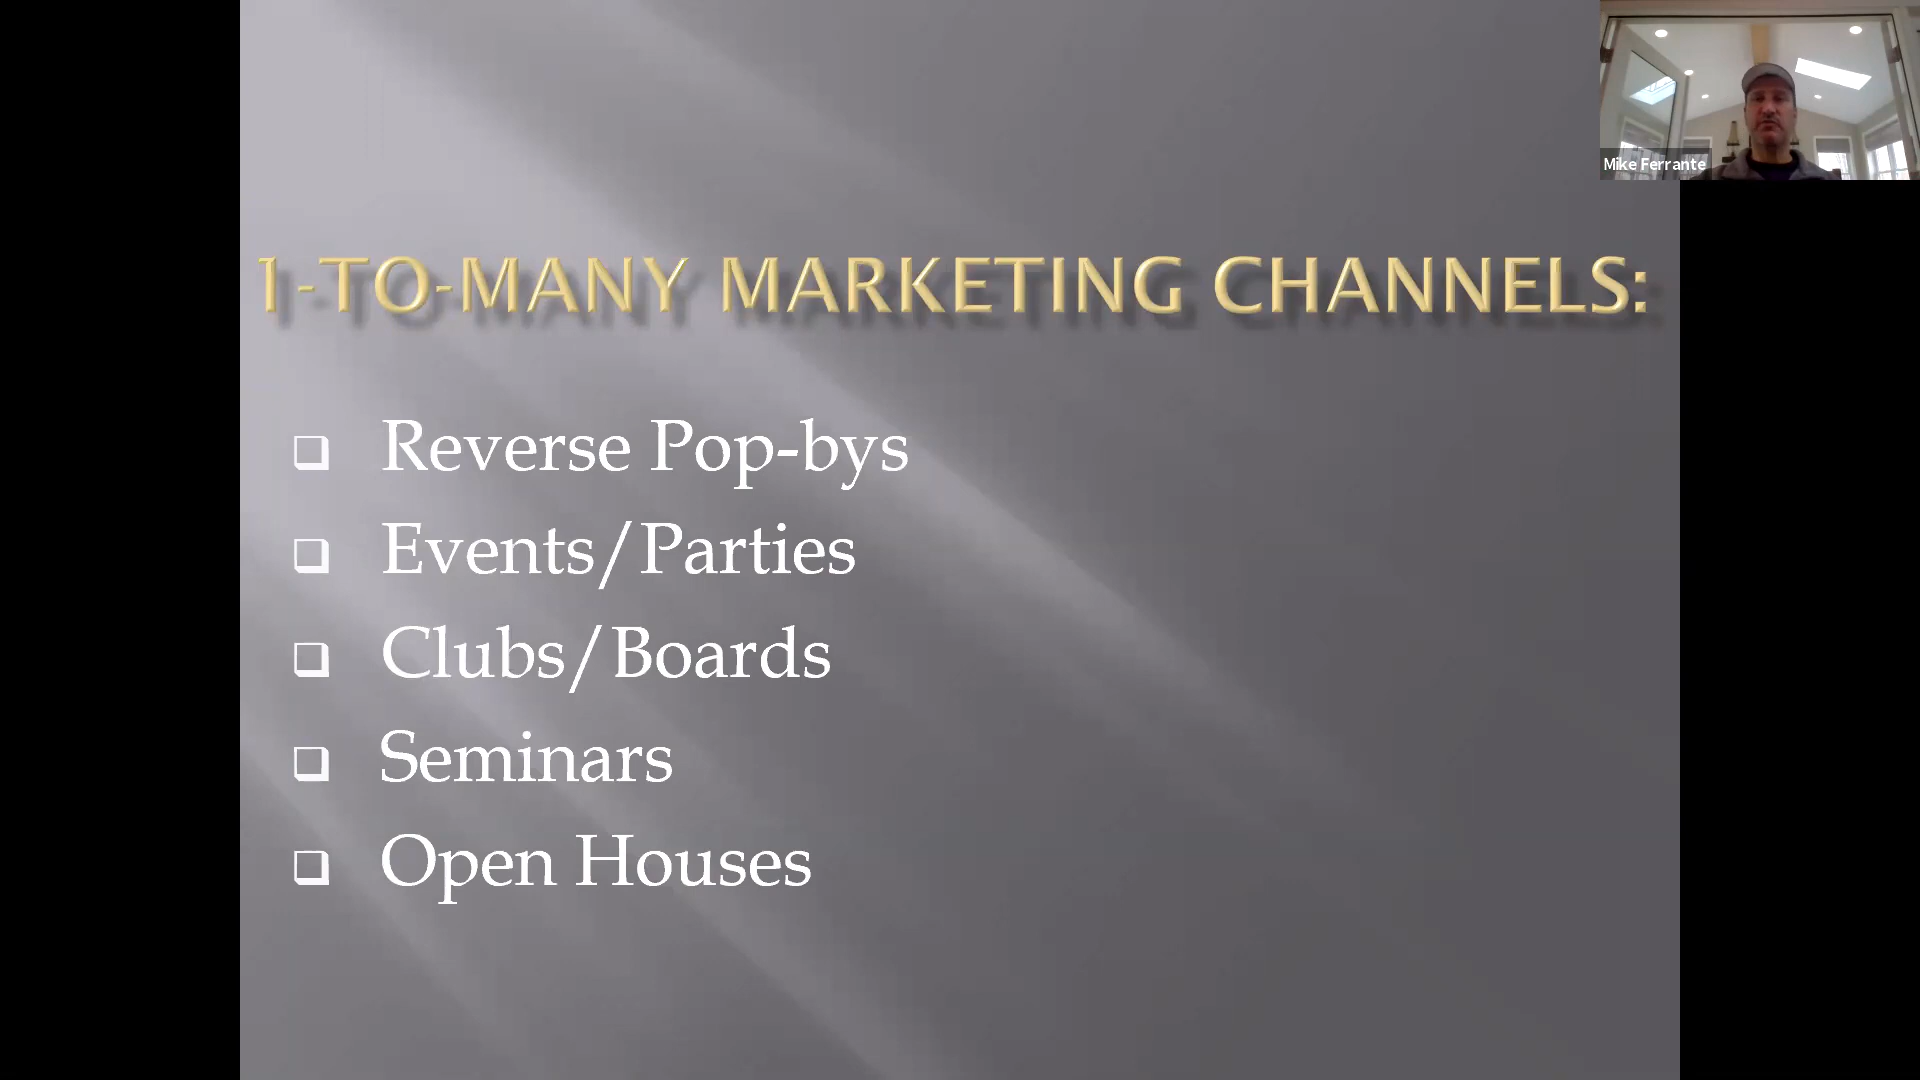 Mike Ferrante
1-TO-MANY MARKETING CHANNELS:
Reverse Pop-bys
Events/Parties
Clubs/Boards
Seminars
Open Houses